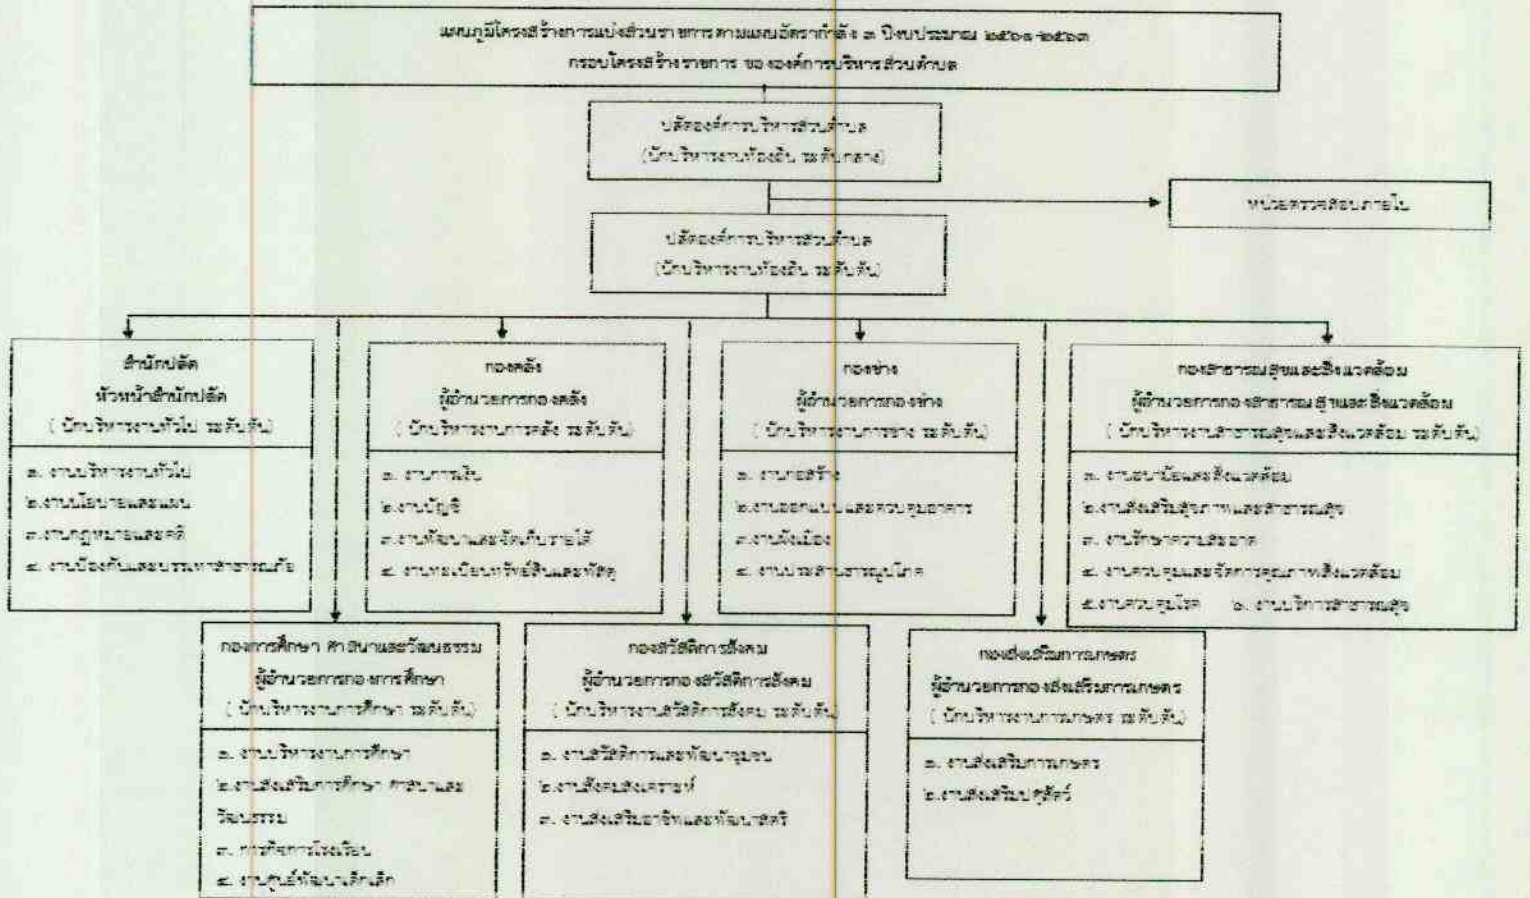 แผนภูมิโครงสร้างการแบ่งส่วนราชการตามแผนอัตรากำลัง ๓ ปีงบประมาณ ๒๕๖๑-๒๕๖๓
กรอบโครงสร้างราชการ ขององค์การบริหารส่วนตำบล
ปลัดองค์การบริหารส่วนตำบล
(นักบริหารงานท้องถิ่น ระดับกลาง)
หน่วยตรวจสอบภายใน
ปลัดองค์การบริหารส่วนตำบล
(นักบริหารงานท้องถิ่น ระดับต้น)
สำนักปลัด
หัวหน้าสำนักปลัด
( นักบริหารงานทั่วไป ระดับต้น)
๑. งานบริหารงานทั่วไป
๒.งานนโยบายและแผน
๓.งานกฎหมายและคดี
๔. งานป้องกันและบรรเทาสาธารณภัย
กองคลัง
ผู้อำนวยการกองคลัง
( นักบริหารงานการคลัง ระดับต้น)
๑. งานการเงิน
๒.งานบัญชี
๓.งานพัฒนาและจัดเก็บรายได้
๔. งานทะเบียนทรัพย์สินและพัสดุ
กองช่าง
ผู้อำนวยการกองช่าง
( นักบริหารงานการช่าง ระดับต้น)
๑. งานก่อสร้าง
๒.งานออกแบบและควบคุมอาคาร
๓.งานผังเมือง
๔. งานประสานสาธารณูปโภค
กองสาธารณสุขและสิ่งแวดล้อม
ผู้อำนวยการกองสาธารณสุขและสิ่งแวดล้อม
( นักบริหารงานสาธารณสุขและสิ่งแวดล้อม ระดับต้น)
๑. งานอนามัยและสิ่งแวดล้อม
๒.งานส่งเสริมสุขภาพและสาธารณสุข
๓. งานรักษาความสะอาด
๔. งานควบคุมและจัดการคุณภาพสิ่งแวดล้อม
๕.งานควบคุมโรค ๖. งานบริการสาธารณสุข
กองการศึกษา ศาสนาและวัฒนธรรม
ผู้อำนวยการกองการศึกษา
( นักบริหารงานการศึกษา ระดับต้น)
๑. งานบริหารงานการศึกษา
๒.งานส่งเสริมการศึกษา ศาสนาและ
วัฒนธรรม
๓. การกิจการโรงเรียน
๔. งานศูนย์พัฒนาเด็กเล็ก
กองสวัสดิการสังคม
ผู้อำนวยการกองสวัสดิการสังคม
( นักบริหารงานสวัสดิการสังคม ระดับต้น)
๑. งานสวัสดิการและพัฒนาชุมชน
๒.งานสังคมสงเคราะห์
๓. งานส่งเสริมอาชีพและพัฒนาสตรี
กองส่งเสริมการเกษตร
ผู้อำนวยการกองส่งเสริมการเกษตร
( นักบริหารงานการเกษตร ระดับต้น)
๑. งานส่งเสริมการเกษตร
๒.งานส่งเสริมปศุสัตว์